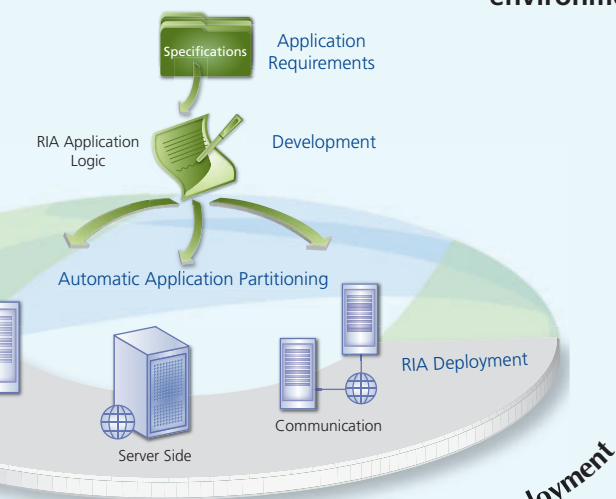 Specifications
Application
Requirements
RIA Application
Logic
Development
Automatic Application Partitioning
RIA Deployment
Communication
Server Side